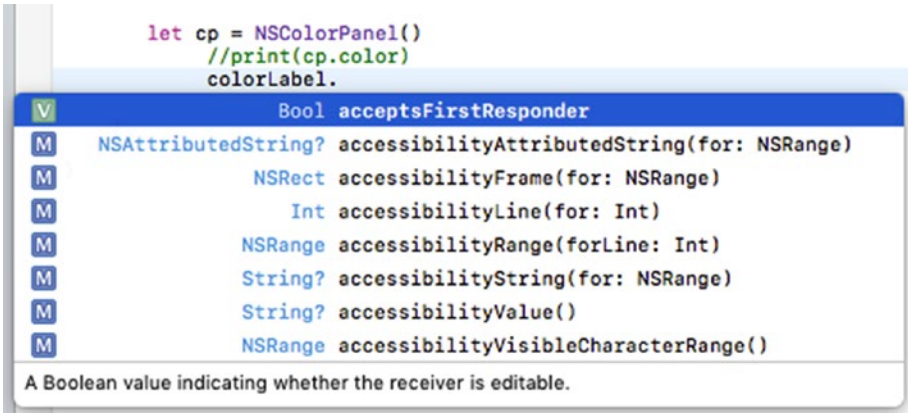 let cp = NSColorPanel()
//print(cp.color)
colorLabel.
V Bool acceptsFirstResponder
M NSAttributedString? accessibilityAttributedString(for: NSRange)
M NSRect accessibilityFrame(for: NSRange)
M Int accessibilityLine(for: Int)
M NSRange accessibilityRange(forLine: Int)
M String? accessibilityString(for: NSRange)
M String? accessibilityValue()
M NSRange accessibilityVisibleCharacterRange()
A Boolean value indicating whether the receiver is editable.